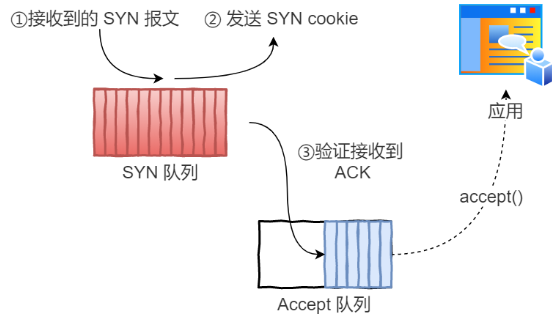 ①接收到的 SYN 报文
② 发送 SYN cookie
应用
SYN 队列
③验证接收到
ACK
accept()
Accept 队列